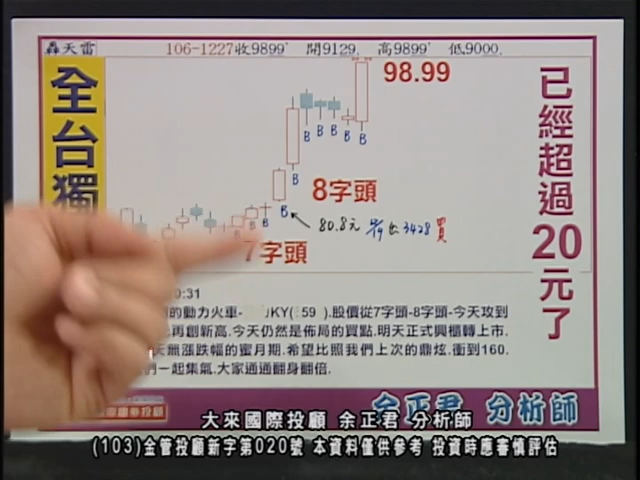 轟天雷 106-1227收9899 開9129. 高9899 低9000.
全台獨
已經超過20元了
98.99
B B B B B
B
8字頭
B B B B
80.8元
買
7字頭
:31
的動力火車- KY( 59 ).股價從7字頭-8字頭-今天攻到
再創新高.今天仍然是佈局的買點.明天正式興櫃轉上市.
天無漲跌幅的蜜月期.希望比照我們上次的鼎炫.衝到160.
們一起集氣.大家通通翻身翻倍.
余正君 分析師
大來國際投顧 余正君 分析師
(103)金管投顧新字第020號 本資料僅供參考 投資時應審慎評估